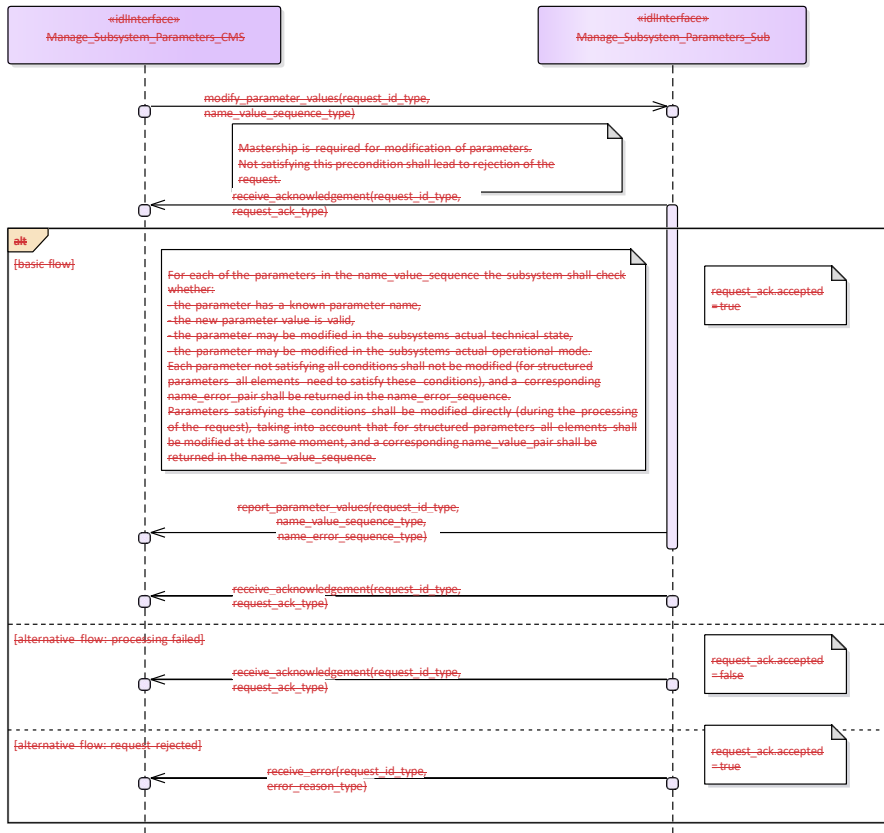 «idlInterface»
Manage_Subsystem_Parameters_CMS
«idlInterface»
Manage_Subsystem_Parameters_Sub
modify_parameter_values(request_id_type,
name_value_sequence_type)
Mastership is required for modification of parameters.
Not satisfying this precondition shall lead to rejection of the
request.
receive_acknowledgement(request_id_type,
request_ack_type)
alt
[basic flow]
For each of the parameters in the name_value_sequence the subsystem shall check
whether:
- the parameter has a known parameter name,
- the new parameter value is valid,
- the parameter may be modified in the subsystems actual technical state,
- the parameter may be modified in the subsystems actual operational mode.
Each parameter not satisfying all conditions shall not be modified (for structured
parameters all elements need to satisfy these conditions), and a corresponding
name_error_pair shall be returned in the name_error_sequence.
Parameters satisfying the conditions shall be modified directly (during the processing
of the request), taking into account that for structured parameters all elements shall
be modified at the same moment, and a corresponding name_value_pair shall be
returned in the name_value_sequence.
request_ack.accepted
= true
report_parameter_values(request_id_type,
name_value_sequence_type,
name_error_sequence_type)
receive_acknowledgement(request_id_type,
request_ack_type)
[alternative flow: processing failed]
request_ack.accepted
= false
receive_acknowledgement(request_id_type,
request_ack_type)
[alternative flow: request rejected]
request_ack.accepted
= true
receive_error(request_id_type,
error_reason_type)